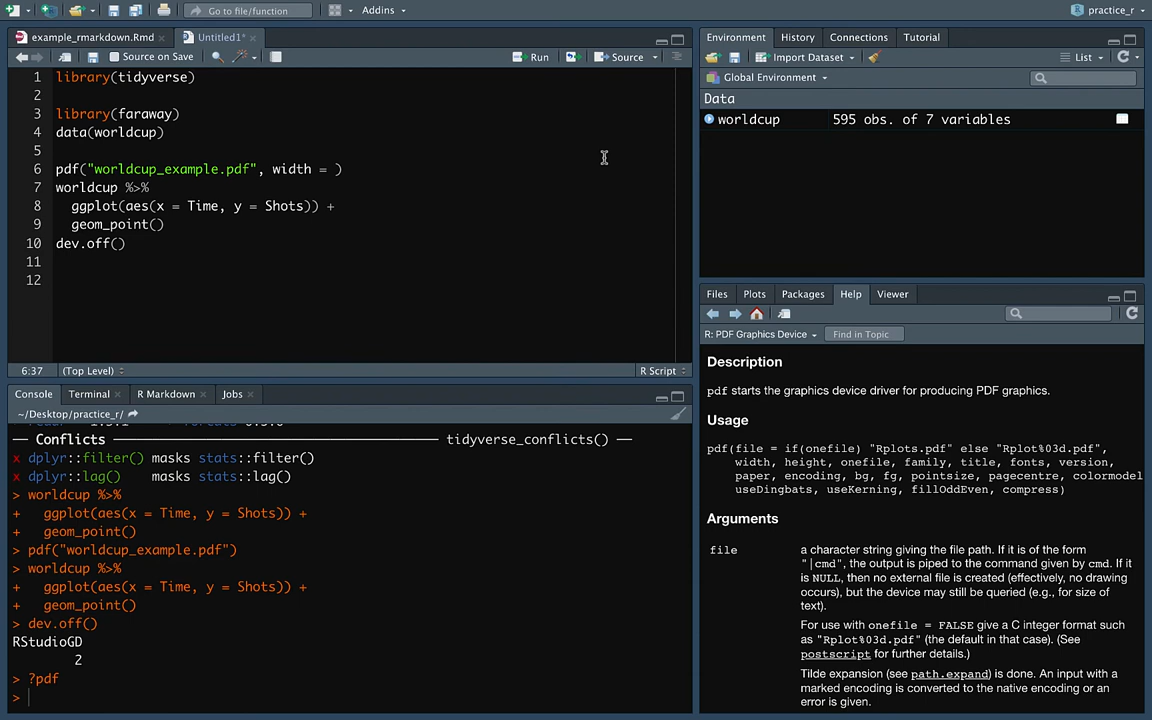 Go to file/function
Addins
practice_r
example_rmarkdown.Rmd
Untitled1*
Source on Save
Run
Source
1 library(tidyverse)
2
3 library(faraway)
4 data(worldcup)
5
6 pdf("worldcup_example.pdf", width = )
7 worldcup %>%
8 ggplot(aes(x = Time, y = Shots)) +
9 geom_point()
10 dev.off()
11
12
6:37 (Top Level)
R Script
Console Terminal R Markdown Jobs
~/Desktop/practice_r/
— Conflicts ———————————— tidyverse_conflicts() —
x dplyr::filter() masks stats::filter()
x dplyr::lag() masks stats::lag()
> worldcup %>%
+ ggplot(aes(x = Time, y = Shots)) +
+ geom_point()
> pdf("worldcup_example.pdf")
> worldcup %>%
+ ggplot(aes(x = Time, y = Shots)) +
+ geom_point()
> dev.off()
RStudioGD
2
> ?pdf
>
Environment History Connections Tutorial
Import Dataset
List
Global Environment
Data
worldcup 595 obs. of 7 variables
Files Plots Packages Help Viewer
R: PDF Graphics Device
Find in Topic
Description
pdf starts the graphics device driver for producing PDF graphics.
Usage
pdf(file = if(onefile) "Rplots.pdf" else "Rplot%03d.pdf",
width, height, onefile, family, title, fonts, version,
paper, encoding, bg, fg, pointsize, pagecentre, colormodel
useDingbats, useKerning, fillOddEven, compress)
Arguments
file
a character string giving the file path. If it is of the form
"|cmd", the output is piped to the command given by cmd. If it
is NULL, then no external file is created (effectively, no drawing
occurs), but the device may still be queried (e.g., for size of
text).
For use with onefile = FALSE give a C integer format such
as "Rplot%03d.pdf" (the default in that case). (See
postscript for further details.)
Tilde expansion (see path.expand) is done. An input with a
marked encoding is converted to the native encoding or an
error is given.